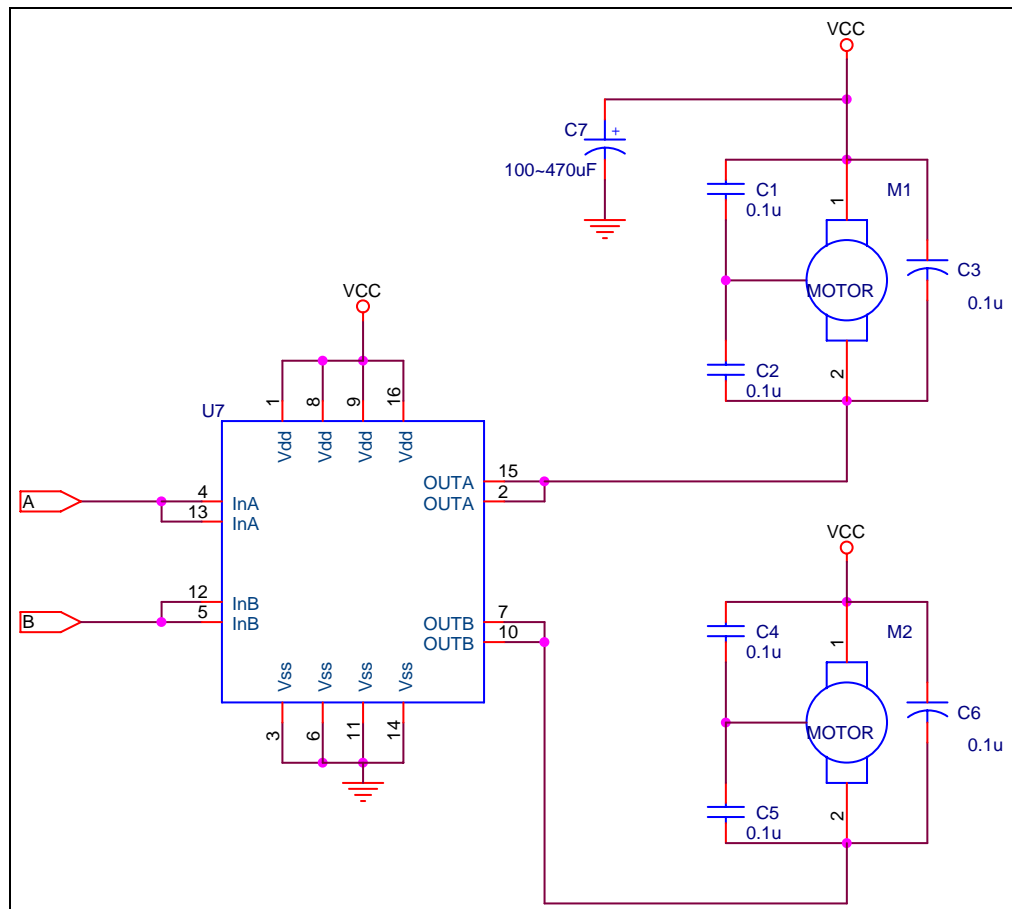 VCC
C7
+
100~470uF
C1
0.1u
1
M1
MOTOR
C3
0.1u
C2
0.1u
2
VCC
U7
1
8
9
16
Vdd
Vdd
Vdd
Vdd
A
4
InA
13
InA
OUTA
15
OUTA
2
B
12
InB
5
InB
OUTB
7
OUTB
10
Vss
Vss
Vss
Vss
3
6
11
14
VCC
C4
0.1u
1
M2
MOTOR
C6
0.1u
C5
0.1u
2